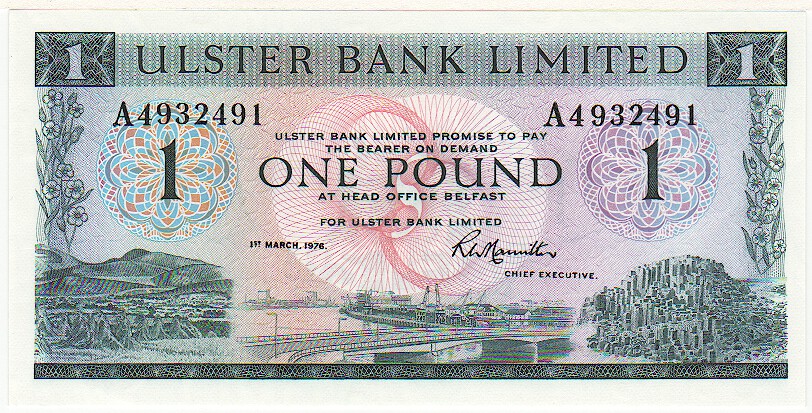 1 ULSTER BANK LIMITED 1
A4932491 A4932491
ULSTER BANK LIMITED PROMISE TO PAY
THE BEARER ON DEMAND
1 ONE POUND 1
AT HEAD OFFICE BELFAST
FOR ULSTER BANK LIMITED
1ST MARCH, 1976.
CHIEF EXECUTIVE.